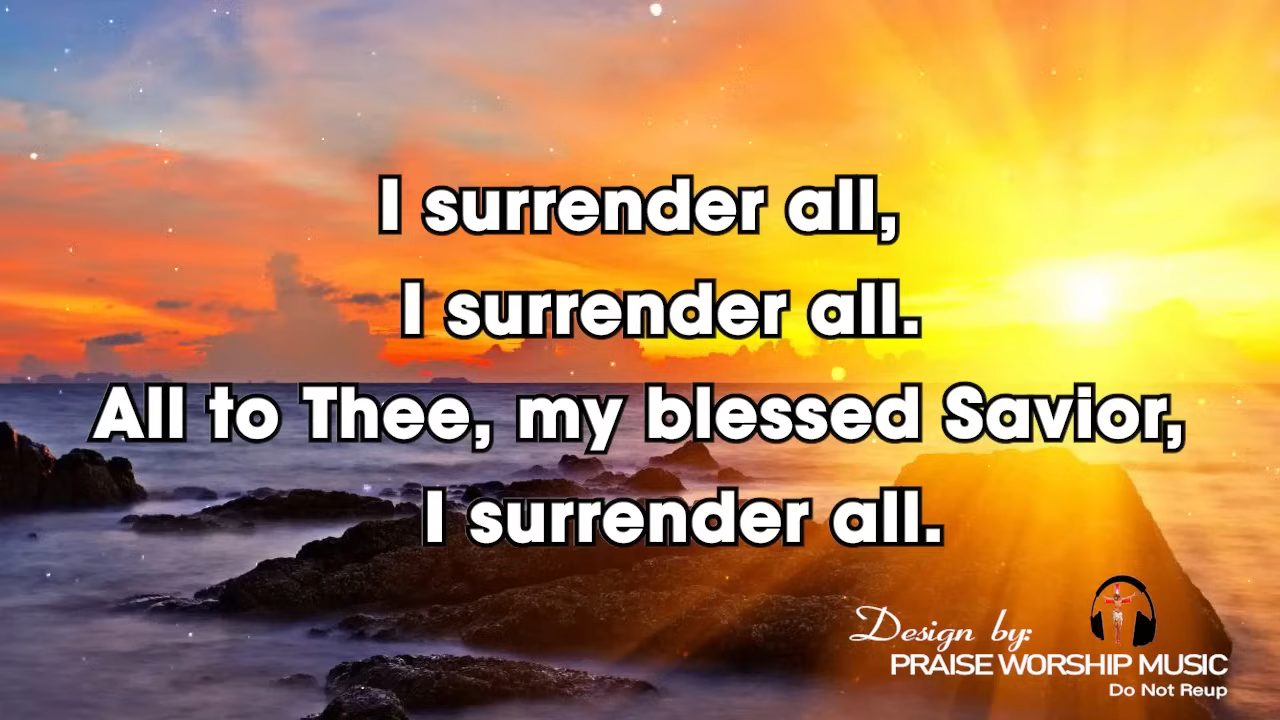 I surrender all,
I surrender all.
All to Thee, my blessed Savior,
I surrender all.
Design by:
PRAISE WORSHIP MUSIC
Do Not Reup